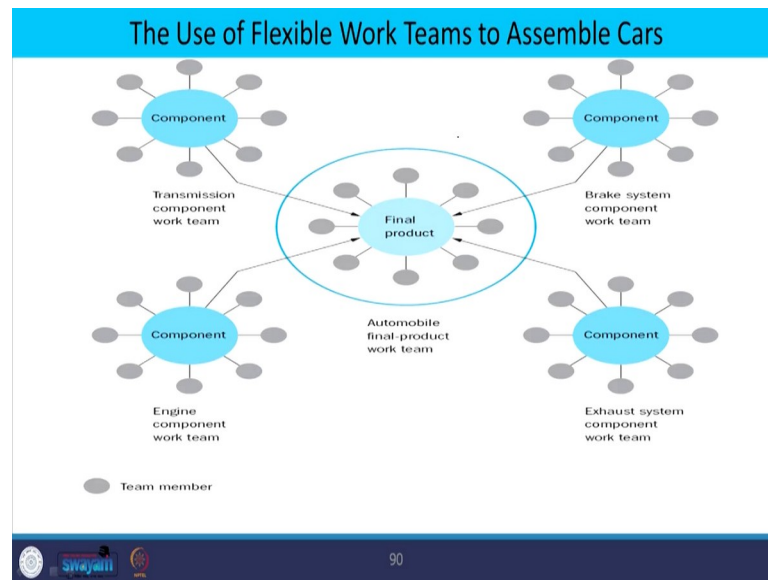 The Use of Flexible Work Teams to Assemble Cars
Component
Component
Transmission
component
work team
Brake system
component
work team
Final
product
Automobile
final-product
work team
Component
Component
Engine
component
work team
Exhaust system
component
work team
Team member
swayam
90